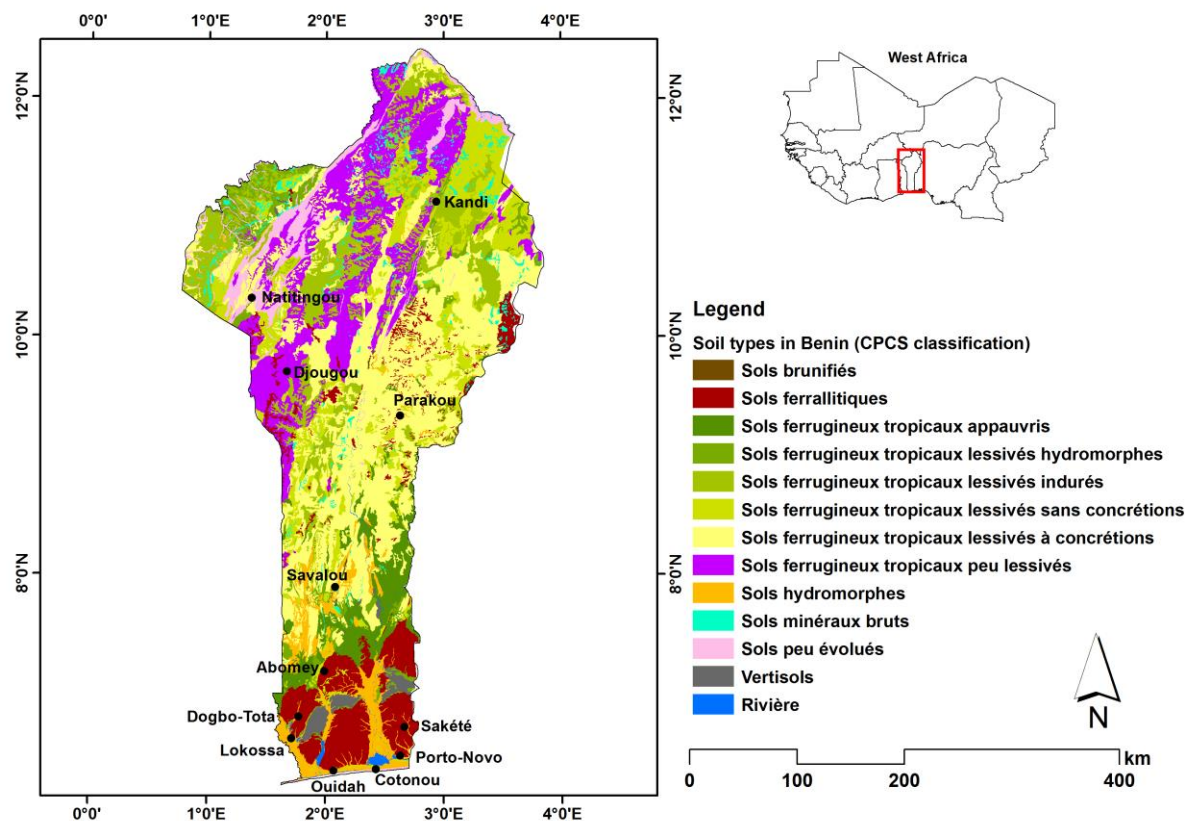 0°0' 1°0'E 2°0'E 3°0'E 4°0'E
12°0'N
10°0'N
8°0'N
Kandi
Natitingou
Djougou
Parakou
Savalou
Abomey
Dogbo-Tota
Sakété
Lokossa
Porto-Novo
Ouidah
Cotonou
12°0'N
10°0'N
8°0'N
0°0' 1°0'E 2°0'E 3°0'E 4°0'E
West Africa
Legend
Soil types in Benin (CPCS classification)
Sols brunifiés
Sols ferrallitiques
Sols ferrugineux tropicaux appauvris
Sols ferrugineux tropicaux lessivés hydromorphes
Sols ferrugineux tropicaux lessivés indurés
Sols ferrugineux tropicaux lessivés sans concrétions
Sols ferrugineux tropicaux lessivés à concrétions
Sols ferrugineux tropicaux peu lessivés
Sols hydromorphes
Sols minéraux bruts
Sols peu évolués
Vertisols
Rivière
N
km
0 100 200 400